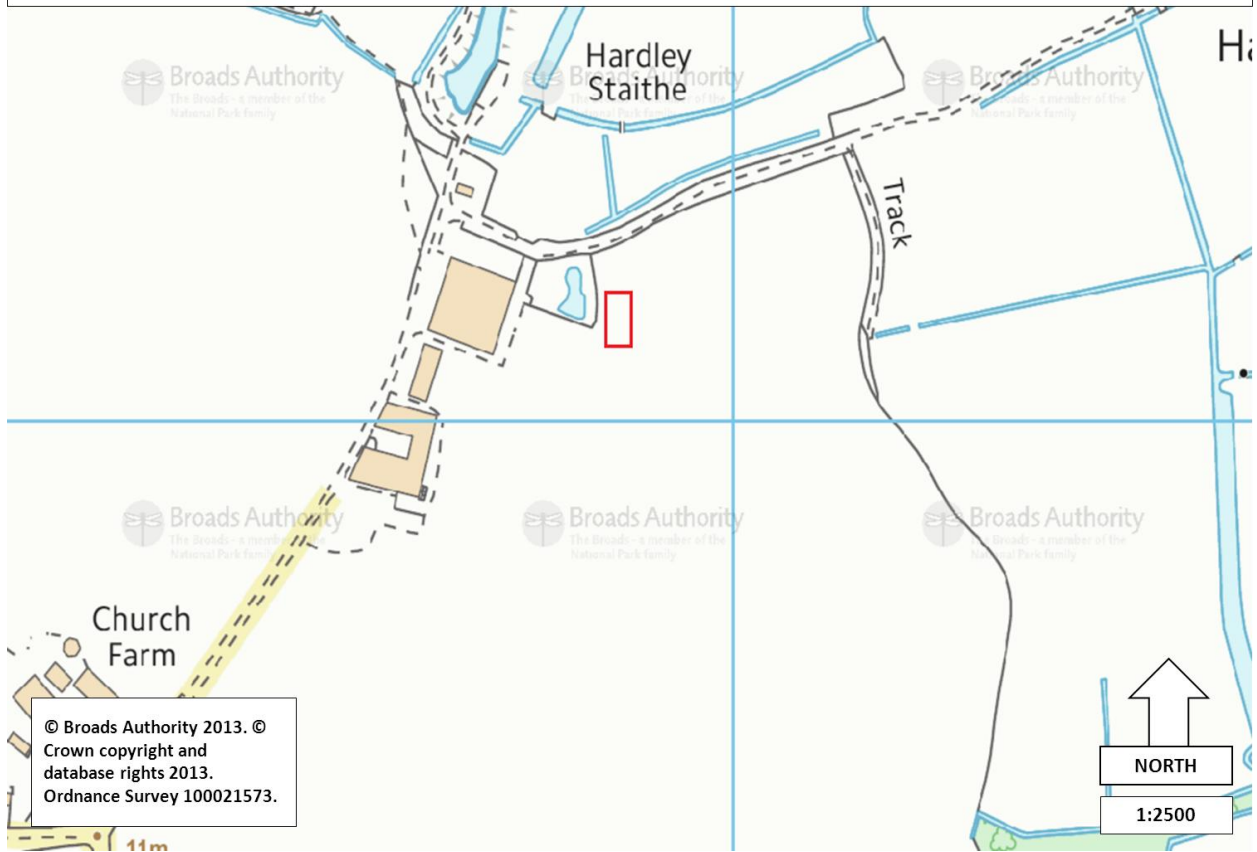 Broads Authority
The Broads - a member of the
National Park family
Hardley
Staithe
Broads Authority
The Broads - a member of the
National Park family
Broads Authority
The Broads - a member of the
National Park family
Track
Broads Authority
The Broads - a member of the
National Park family
Broads Authority
The Broads - a member of the
National Park family
Broads Authority
The Broads - a member of the
National Park family
Church
Farm
© Broads Authority 2013. ©
Crown copyright and
database rights 2013.
Ordnance Survey 100021573.
NORTH
1:2500
11m